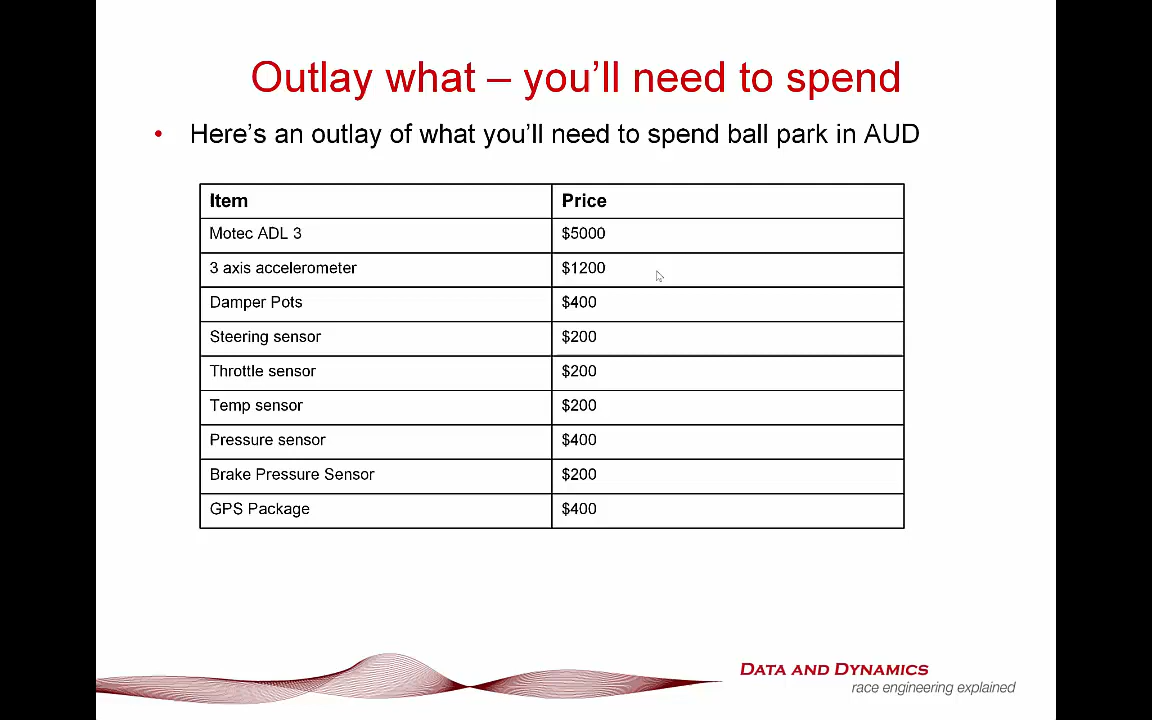 Outlay what – you'll need to spend
• Here's an outlay of what you'll need to spend ball park in AUD
Item Price
Motec ADL 3 $5000
3 axis accelerometer $1200
Damper Pots $400
Steering sensor $200
Throttle sensor $200
Temp sensor $200
Pressure sensor $400
Brake Pressure Sensor $200
GPS Package $400
DATA AND DYNAMICS
race engineering explained